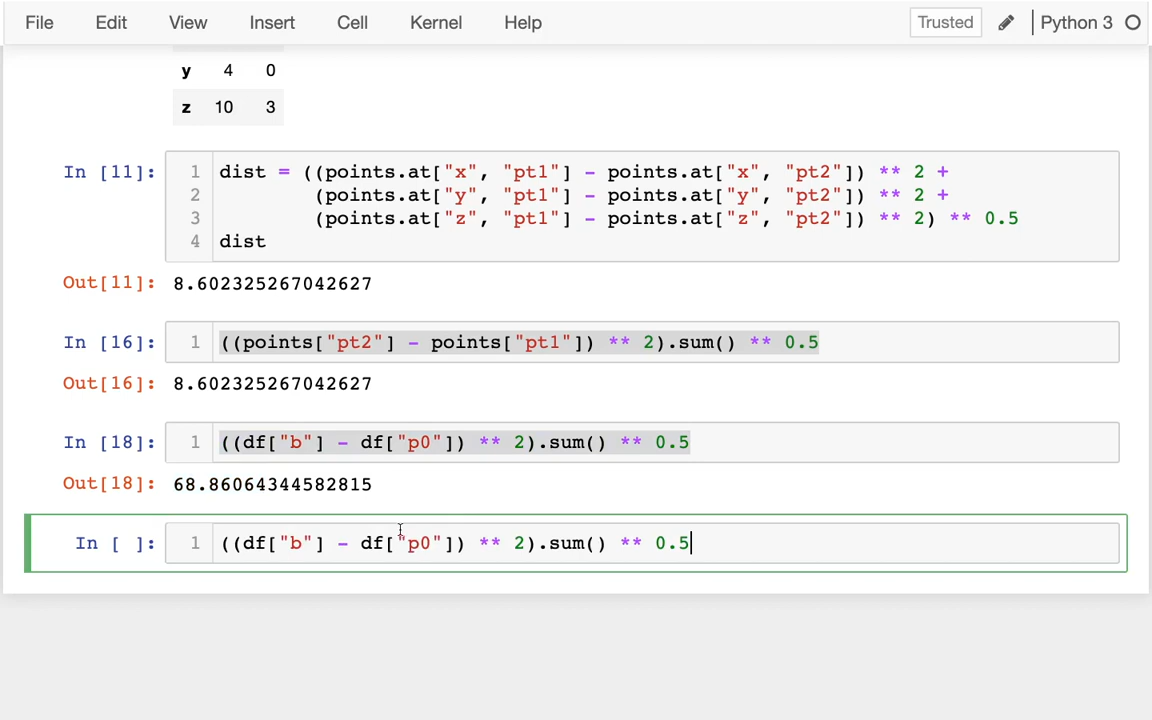 File Edit View Insert Cell Kernel Help Trusted Python 3
y 4 0
z 10 3
In [11]: 1 dist = ((points.at["x", "pt1"] - points.at["x", "pt2"]) ** 2 +
2 (points.at["y", "pt1"] - points.at["y", "pt2"]) ** 2 +
3 (points.at["z", "pt1"] - points.at["z", "pt2"]) ** 2) ** 0.5
4 dist
Out[11]: 8.602325267042627
In [16]: 1 ((points["pt2"] - points["pt1"]) ** 2).sum() ** 0.5
Out[16]: 8.602325267042627
In [18]: 1 ((df["b"] - df["p0"]) ** 2).sum() ** 0.5
Out[18]: 68.86064344582815
In [ ]: 1 ((df["b"] - df["p0"]) ** 2).sum() ** 0.5